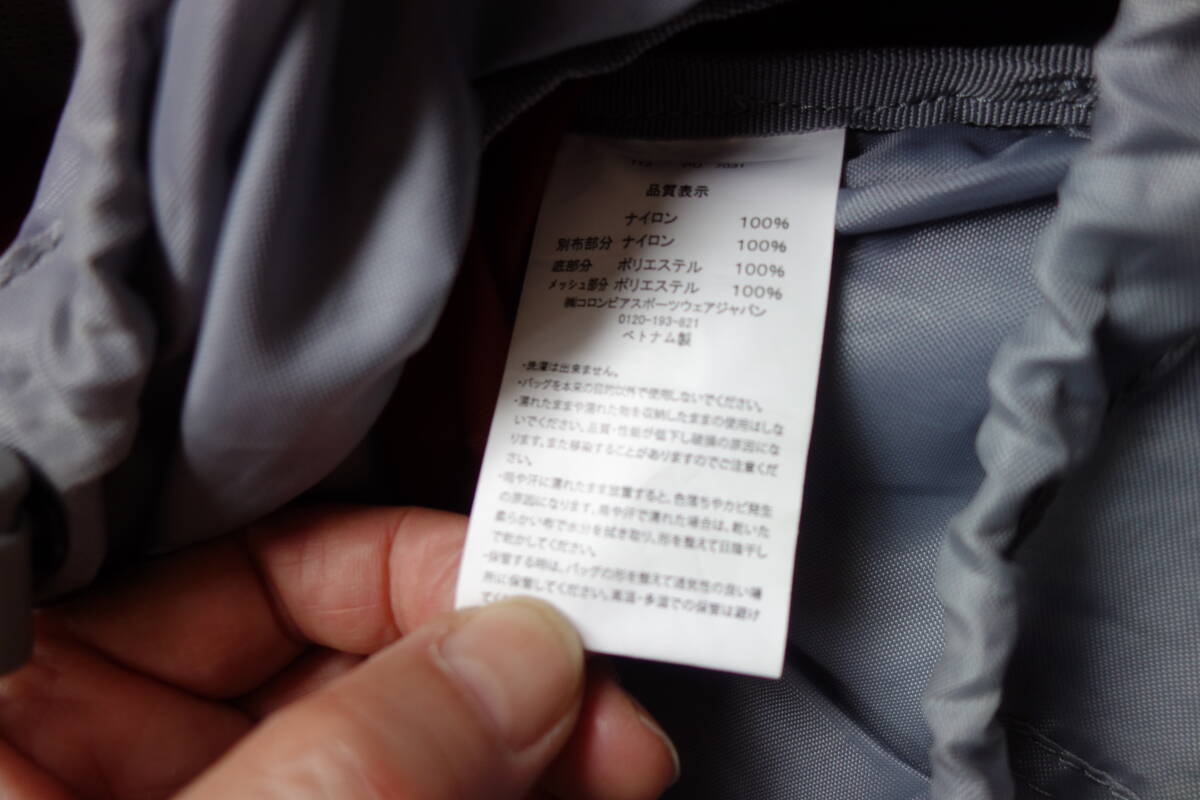 品質表示
ナイロン 100%
別布部分 ナイロン 100%
底部分 ポリエステル 100%
メッシュ部分 ポリエステル 100%
㈱コロンビアスポーツウェアジャパン
0120-193-821
ベトナム製
・洗濯は出来ません。
・バッグを本来の目的以外で使用しないでください。
・濡れたままや濡れた物を収納したままの使用はしな
いでください。品質・性能が低下し破損の原因にな
ります。また移染することがありますのでご注意くだ
さい。
・雨や汗に濡れたまま放置すると、色落ちやカビ発生
の原因になります。雨や汗で濡れた場合は、乾いた
柔らかい布で水分を拭き取り、形を整えて日陰干し
で乾かしてください。
・保管する時は、バッグの形を整えて通気性の良い場
所に保管してください。高温・多湿での保管は避け